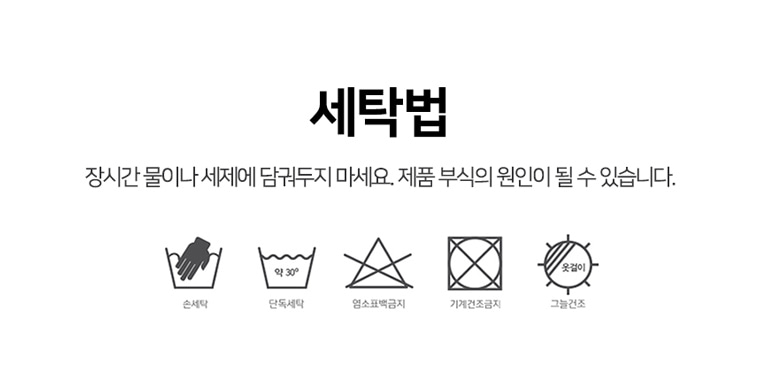 세탁법
장시간 물이나 세제에 담궈두지 마세요. 제품 부식의 원인이 될 수 있습니다.
약 30º
옷걸이
손세탁 단독세탁 염소표백금지 기계건조금지 그늘건조